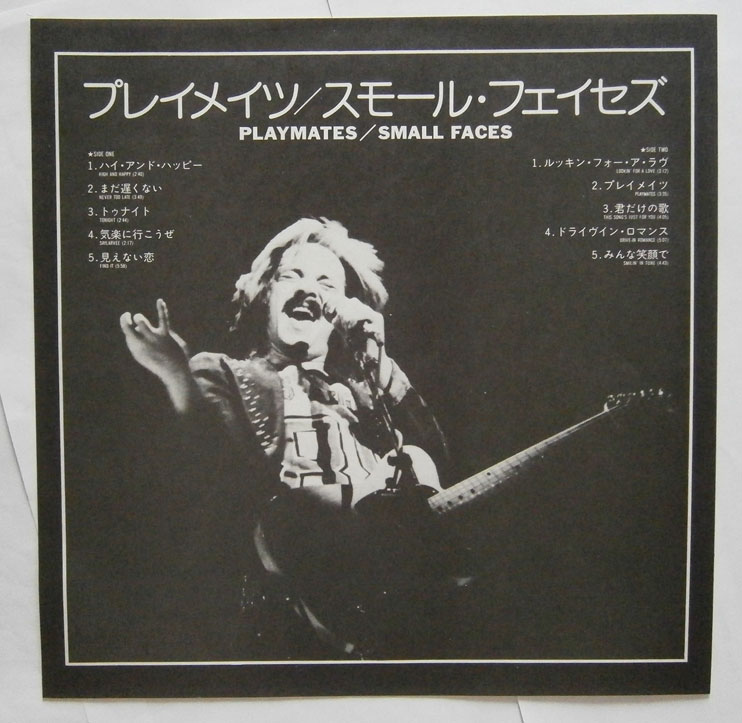 プレイメイツ/スモール・フェイセズ
PLAYMATES/SMALL FACES
★SIDE ONE
1.ハイ・アンド・ハッピー
HIGH AND HAPPY (2:40)
2.まだ遅くない
NEVER TOO LATE (3:48)
3.トゥナイト
TONIGHT (2:44)
4.気楽に行こうぜ
SAYLARVEE (2:17)
5.見えない恋
FIND IT (5:58)
★SIDE TWO
1.ルッキン・フォー・ア・ラヴ
LOOKIN' FOR A LOVE (3:12)
2.プレイメイツ
PLAYMATES (5:35)
3.君だけの歌
THIS SONG'S JUST FOR YOU (4:05)
4.ドライヴイン・ロマンス
DRIVE-IN ROMANCE (5:07)
5.みんな笑顔で
SMILIN' IN TUNE (4:43)